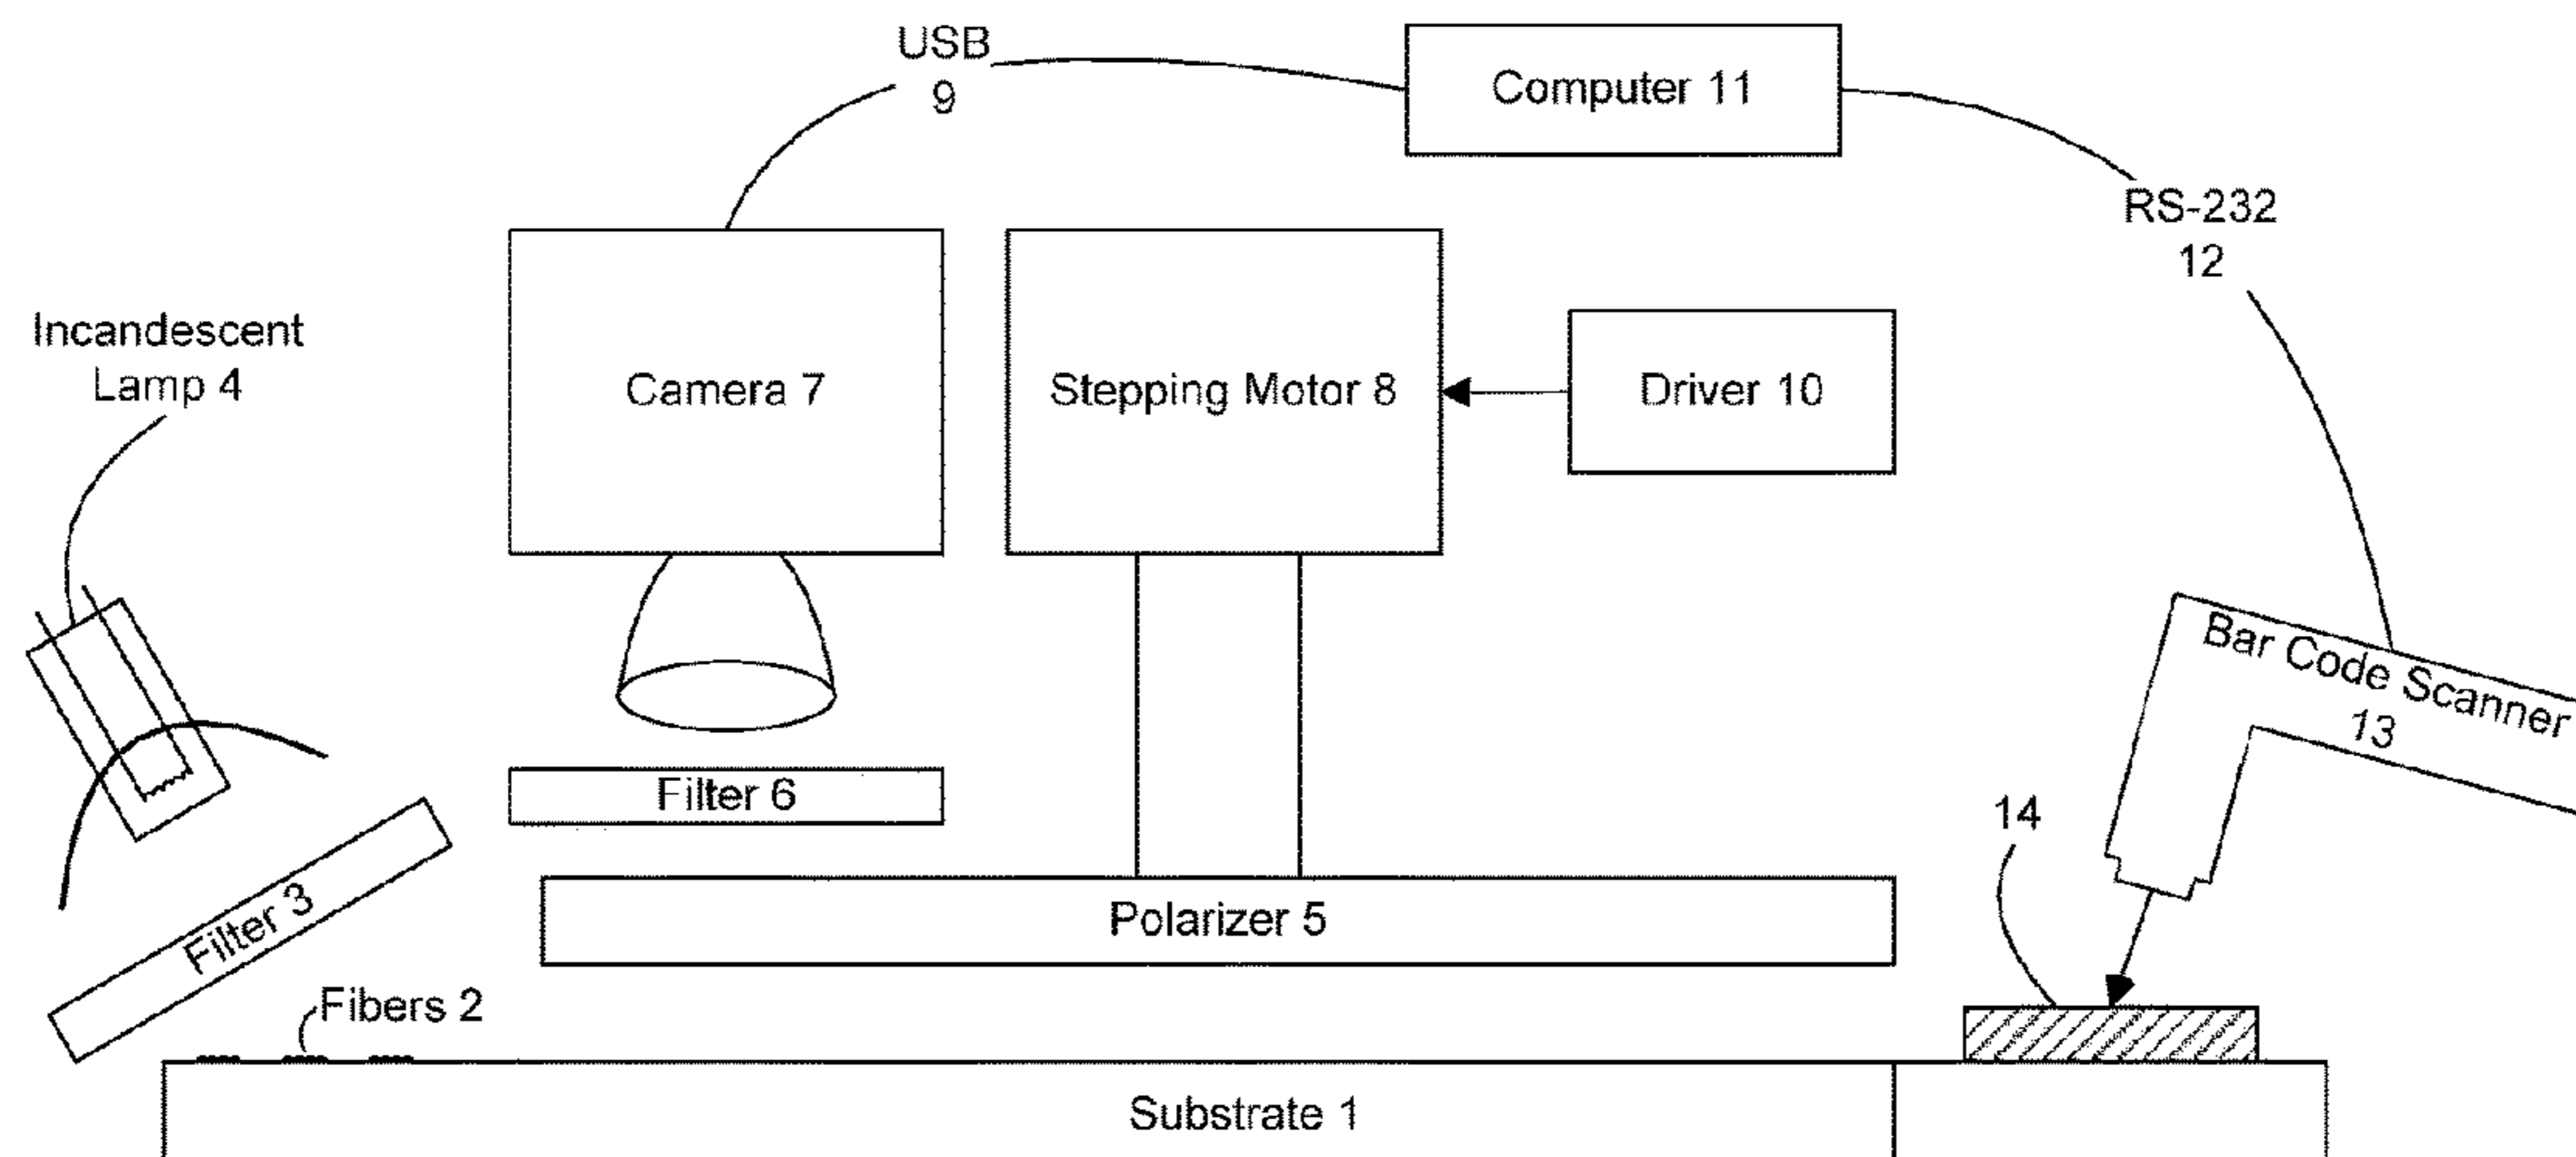 USB
9
Computer 11
RS-232
12
Incandescent
Lamp 4
Camera 7
Stepping Motor 8
Driver 10
Bar Code Scanner
13
Filter 6
14
Filter 3
Polarizer 5
Fibers 2
Substrate 1